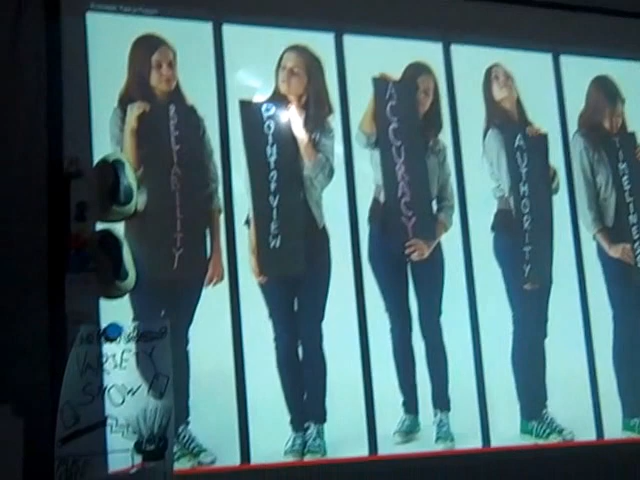 RELIABILITY
POINT OF VIEW
ACCURACY
AUTHORITY
TIMELINESS
VARIETY
SHOW